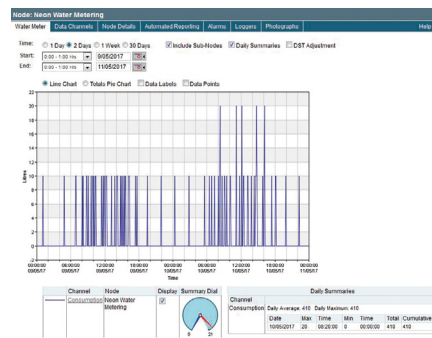 Node: Neon Water Metering
Water Meter Data Channels Node Details Automated Reporting Alarms Loggers Photographs Help
Time: 1 Day 2 Days 1 Week 30 Days Include Sub-Nodes Daily Summaries DST Adjustment
Start: 0:00 - 1:00 Hrs 9/05/2017
End: 0:00 - 1:00 Hrs 11/05/2017
Line Chart Totals Pie Chart Data Labels Data Points
22
20
18
16
14
12
10
8
6
4
2
0
-2
Litres
00:00:00 06:00:00 12:00:00 18:00:00 00:00:00 06:00:00 12:00:00 18:00:00 00:00:00
09/05/17 09/05/17 09/05/17 09/05/17 10/05/17 10/05/17 10/05/17 10/05/17 11/05/17
Time
Channel Node Display Summary Dial
Consumption Neon Water Metering
0 21
Daily Summaries
Channel
Consumption Daily Average: 410 Daily Maximum: 410
Date Max Time Min Time Total Cumulative
10/05/2017 20 08:20:00 0 00:00:00 410 410